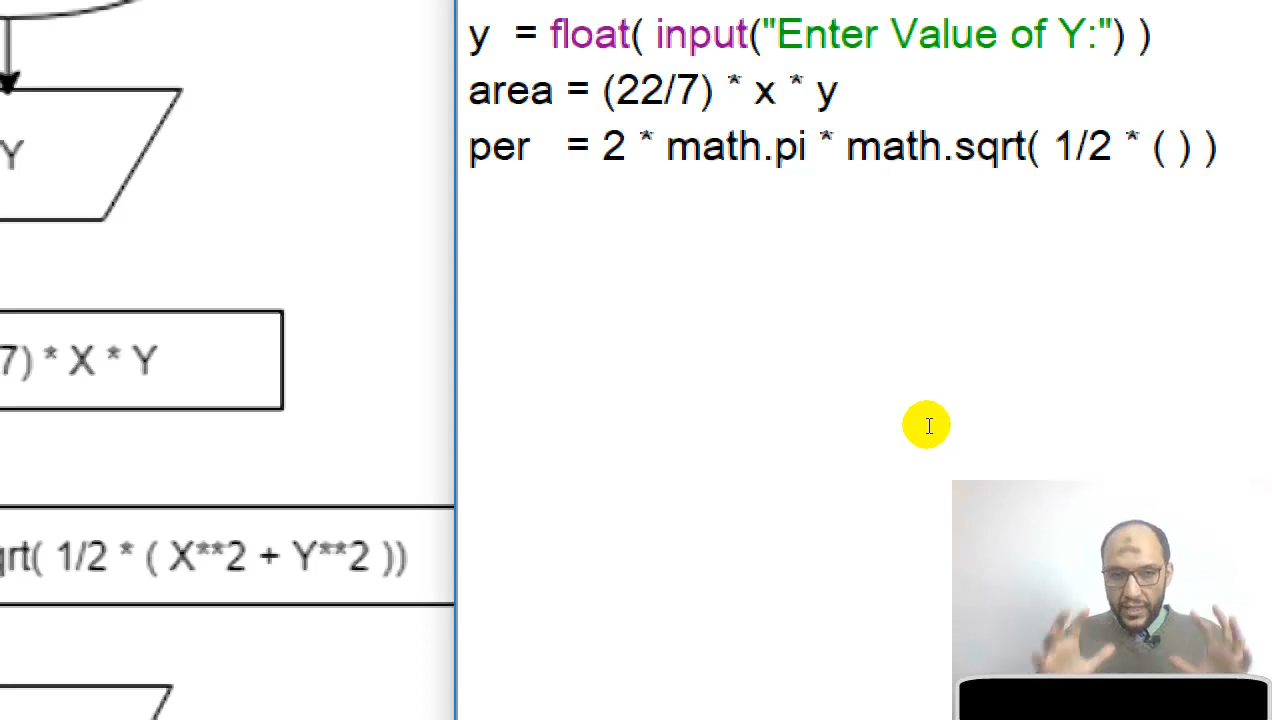 y = float( input("Enter Value of Y:") )
area = (22/7) * x * y
per = 2 * math.pi * math.sqrt( 1/2 * ( ) )
Y
7) * X * Y
qrt( 1/2 * ( X**2 + Y**2 ))